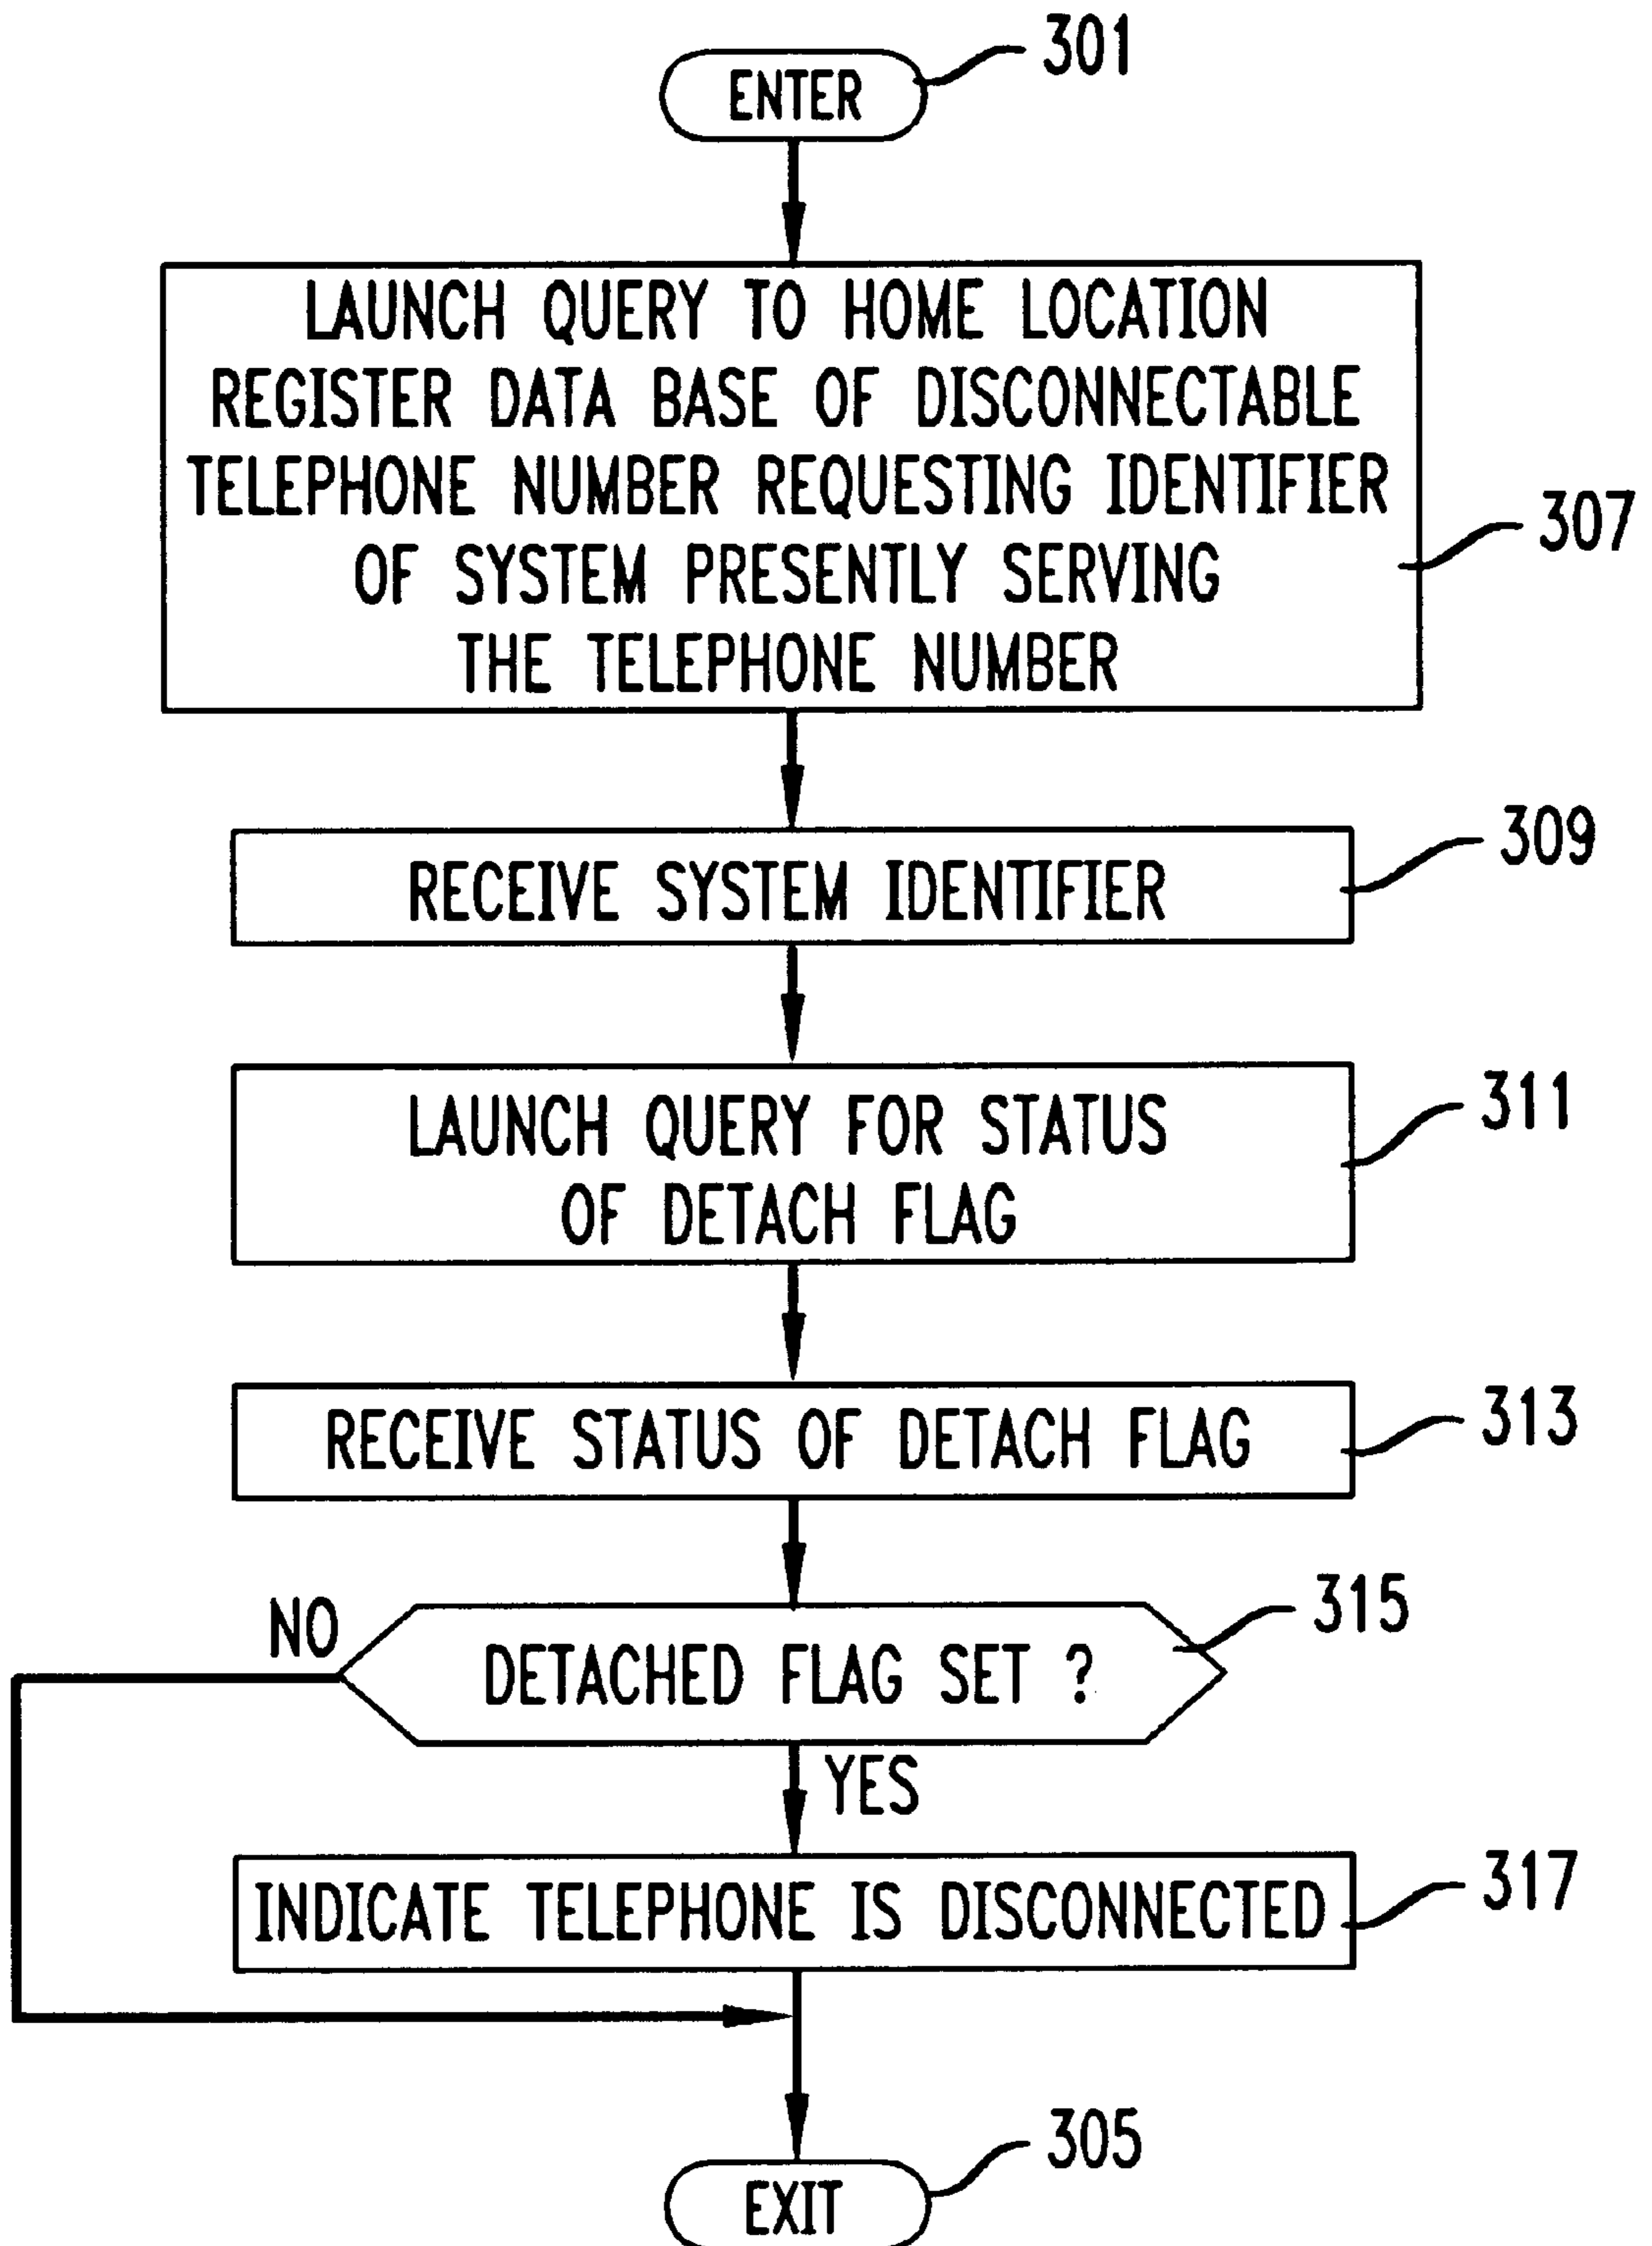 301
ENTER
LAUNCH QUERY TO HOME LOCATION
REGISTER DATA BASE OF DISCONNECTABLE
TELEPHONE NUMBER REQUESTING IDENTIFIER
OF SYSTEM PRESENTLY SERVING
THE TELEPHONE NUMBER
307
309
RECEIVE SYSTEM IDENTIFIER
311
LAUNCH QUERY FOR STATUS
OF DETACH FLAG
313
RECEIVE STATUS OF DETACH FLAG
315
NO
DETACHED FLAG SET ?
YES
317
INDICATE TELEPHONE IS DISCONNECTED
305
EXIT